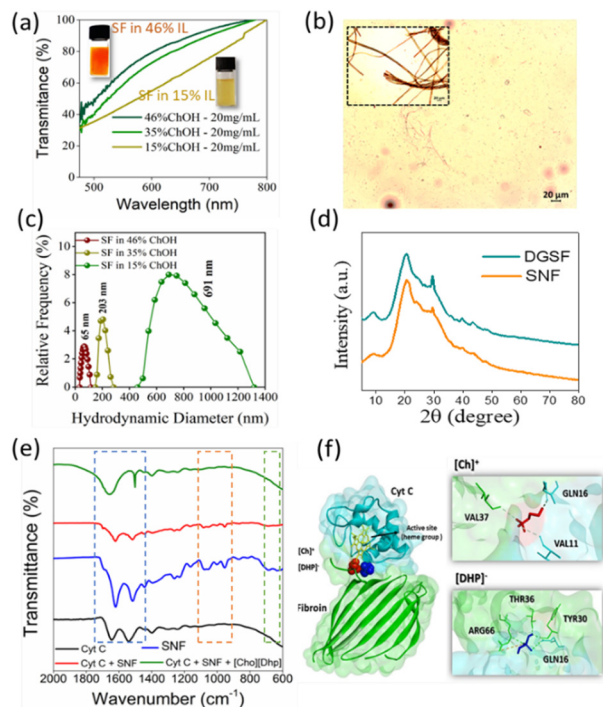 (a)
SF in 46% IL
SF in 15% IL
46%ChOH - 20mg/mL
35%ChOH - 20mg/mL
15%ChOH - 20mg/mL
Transmitance (%)
100
80
60
40
20
0
500
600
700
800
Wavelength (nm)
(b)
20 µm
(c)
SF in 46% ChOH
SF in 35% ChOH
SF in 15% ChOH
65 nm
203 nm
691 nm
Relative Frequency (%)
8
6
4
2
0
0 200 400 600 800 1000 1200 1400
Hydrodynamic Diameter (nm)
(d)
DGSF
SNF
Intensity (a.u.)
10 20 30 40 50 60 70 80
2θ (degree)
(e)
Transmittance (%)
Cyt C
SNF
Cyt C + SNF
Cyt C + SNF + [Cho][Dhp]
2000 1800 1600 1400 1200 1000 800 600
Wavenumber (cm⁻¹)
(f)
Cyt C
Active site
(heme group)
[Ch]⁺
[DHP]⁻
Fibroin
[Ch]⁺
GLN16
VAL37
VAL11
[DHP]⁻
THR36
TYR30
ARG66
GLN16